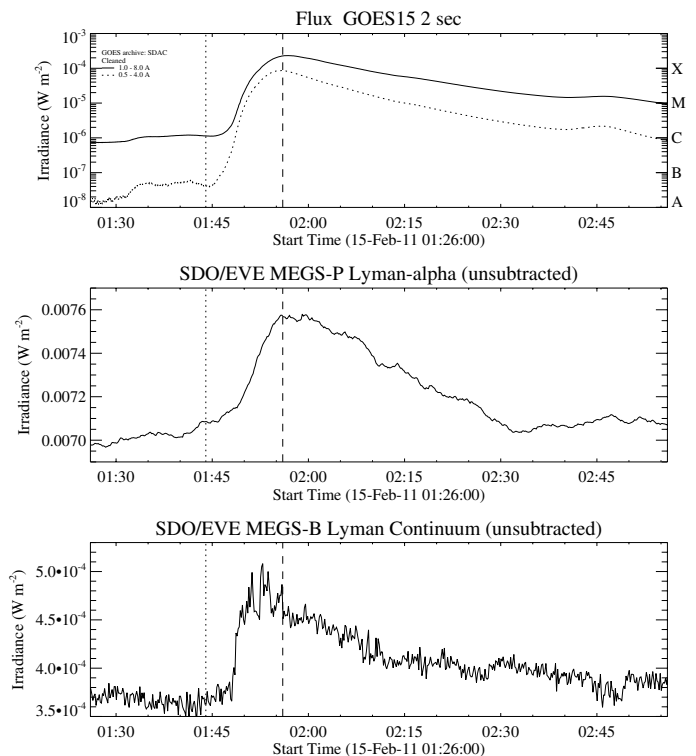 Flux  GOES15 2 sec
GOES archive: SDAC
Cleaned
1.0 - 8.0 A
0.5 - 4.0 A
Irradiance (W m⁻²)
10⁻³
10⁻⁴
10⁻⁵
10⁻⁶
10⁻⁷
10⁻⁸
X
M
C
B
A
01:30 01:45 02:00 02:15 02:30 02:45
Start Time (15-Feb-11 01:26:00)
SDO/EVE MEGS-P Lyman-alpha (unsubtracted)
Irradiance (W m⁻²)
0.0076
0.0074
0.0072
0.0070
01:30 01:45 02:00 02:15 02:30 02:45
Start Time (15-Feb-11 01:26:00)
SDO/EVE MEGS-B Lyman Continuum (unsubtracted)
Irradiance (W m⁻²)
5.0•10⁻⁴
4.5•10⁻⁴
4.0•10⁻⁴
3.5•10⁻⁴
01:30 01:45 02:00 02:15 02:30 02:45
Start Time (15-Feb-11 01:26:00)